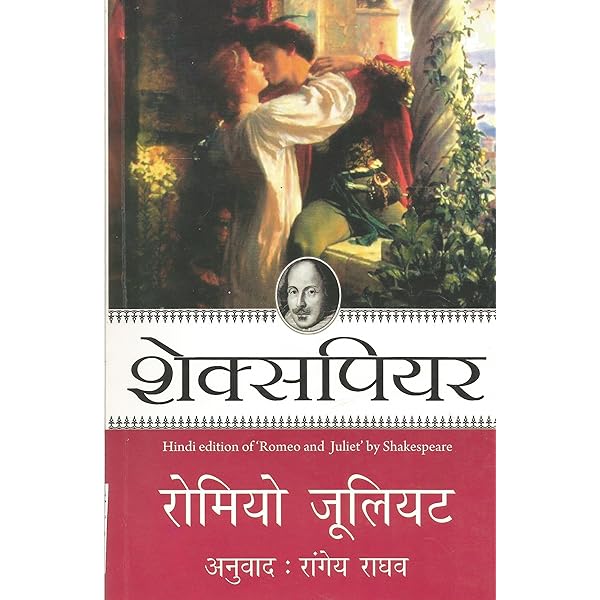 शेक्सपियर
Hindi edition of ‘Romeo and Juliet’ by Shakespeare
रोमियो जूलियट
अनुवाद : रांगेय राघव